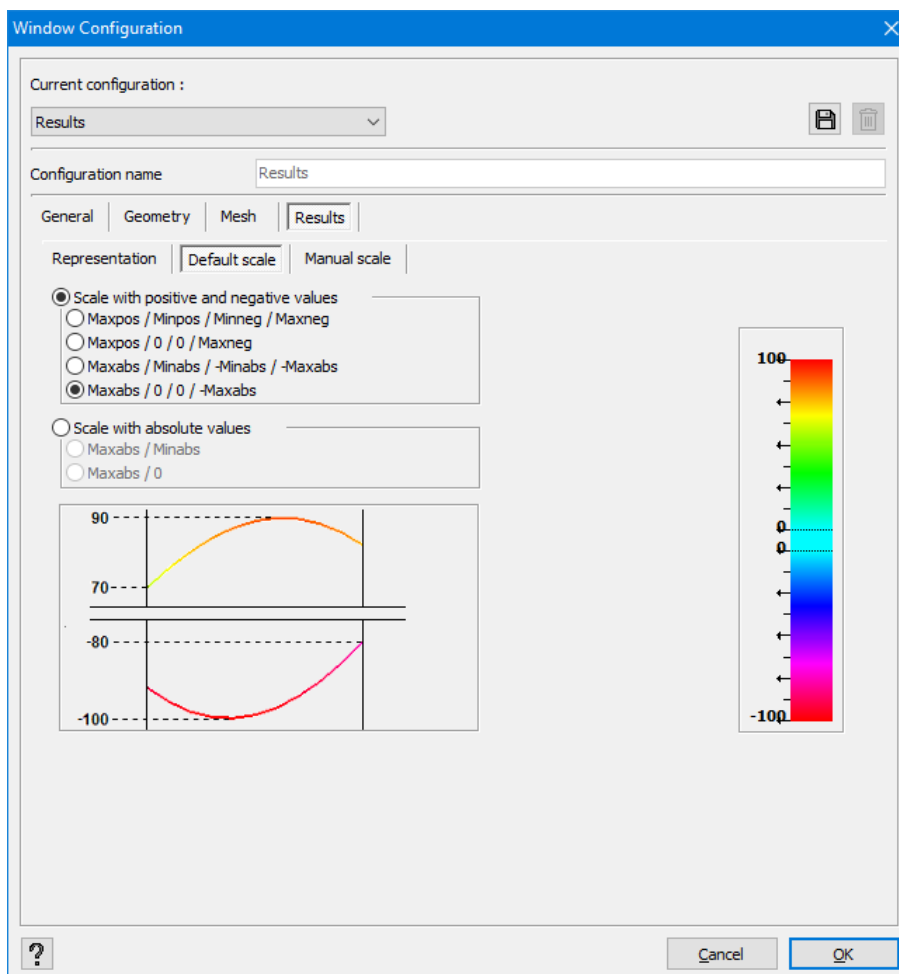 Window Configuration
Current configuration :
Results
Configuration name Results
General Geometry Mesh Results
Representation Default scale Manual scale
Scale with positive and negative values
Maxpos / Minpos / Minneg / Maxneg
Maxpos / 0 / 0 / Maxneg
Maxabs / Minabs / -Minabs / -Maxabs
Maxabs / 0 / 0 / -Maxabs
Scale with absolute values
Maxabs / Minabs
Maxabs / 0
90
70
-80
-100
100
0
0
-100
?
Cancel OK